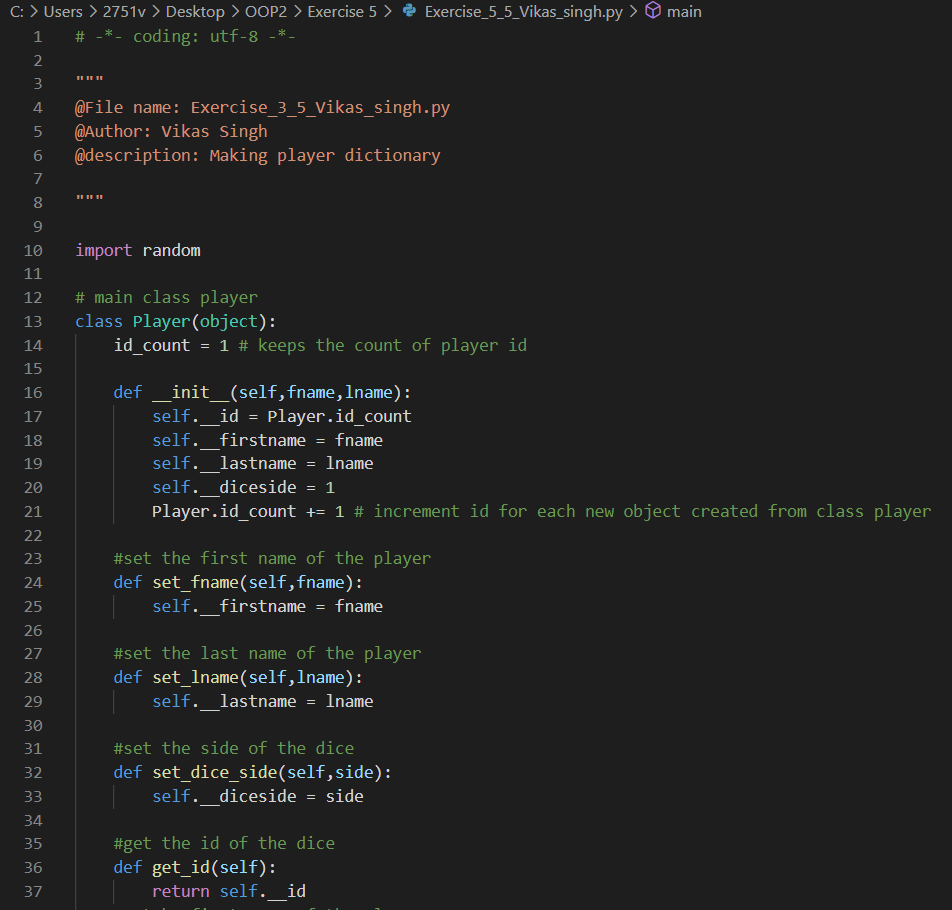 C: > Users > 2751v > Desktop > OOP2 > Exercise 5 > Exercise_5_5_Vikas_singh.py > main
1 # -*- coding: utf-8 -*-
2
3 """
4 @File name: Exercise_3_5_Vikas_singh.py
5 @Author: Vikas Singh
6 @description: Making player dictionary
7
8 """
9
10 import random
11
12 # main class player
13 class Player(object):
14     id_count = 1 # keeps the count of player id
15
16     def __init__(self,fname,lname):
17         self.__id = Player.id_count
18         self.__firstname = fname
19         self.__lastname = lname
20         self.__diceside = 1
21         Player.id_count += 1 # increment id for each new object created from class player
22
23     #set the first name of the player
24     def set_fname(self,fname):
25         self.__firstname = fname
26
27     #set the last name of the player
28     def set_lname(self,lname):
29         self.__lastname = lname
30
31     #set the side of the dice
32     def set_dice_side(self,side):
33         self.__diceside = side
34
35     #get the id of the dice
36     def get_id(self):
37         return self.__id